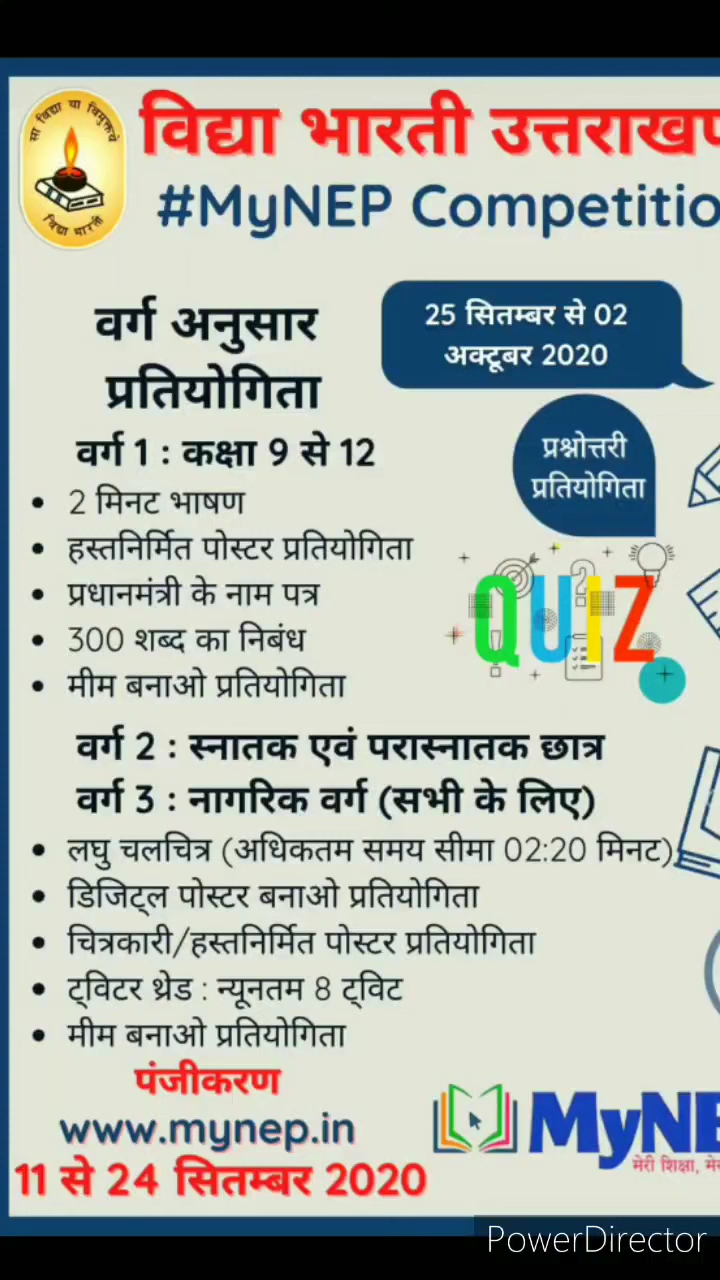 सा विद्या या विमुक्तये
विद्या भारती
विद्या भारती उत्तराखण
#MyNEP Competitio
वर्ग अनुसार
प्रतियोगिता
25 सितम्बर से 02
अक्टूबर 2020
प्रश्नोत्तरी
प्रतियोगिता
QUIZ
वर्ग 1 : कक्षा 9 से 12
• 2 मिनट भाषण
• हस्तनिर्मित पोस्टर प्रतियोगिता
• प्रधानमंत्री के नाम पत्र
• 300 शब्द का निबंध
• मीम बनाओ प्रतियोगिता
वर्ग 2 : स्नातक एवं परास्नातक छात्र
वर्ग 3 : नागरिक वर्ग (सभी के लिए)
• लघु चलचित्र (अधिकतम समय सीमा 02:20 मिनट)
• डिजिट्ल पोस्टर बनाओ प्रतियोगिता
• चित्रकारी/हस्तनिर्मित पोस्टर प्रतियोगिता
• ट्विटर थ्रेड : न्यूनतम 8 ट्विट
• मीम बनाओ प्रतियोगिता
पंजीकरण
www.mynep.in
11 से 24 सितम्बर 2020
MyNE
मेरी शिक्षा, मे
PowerDirector